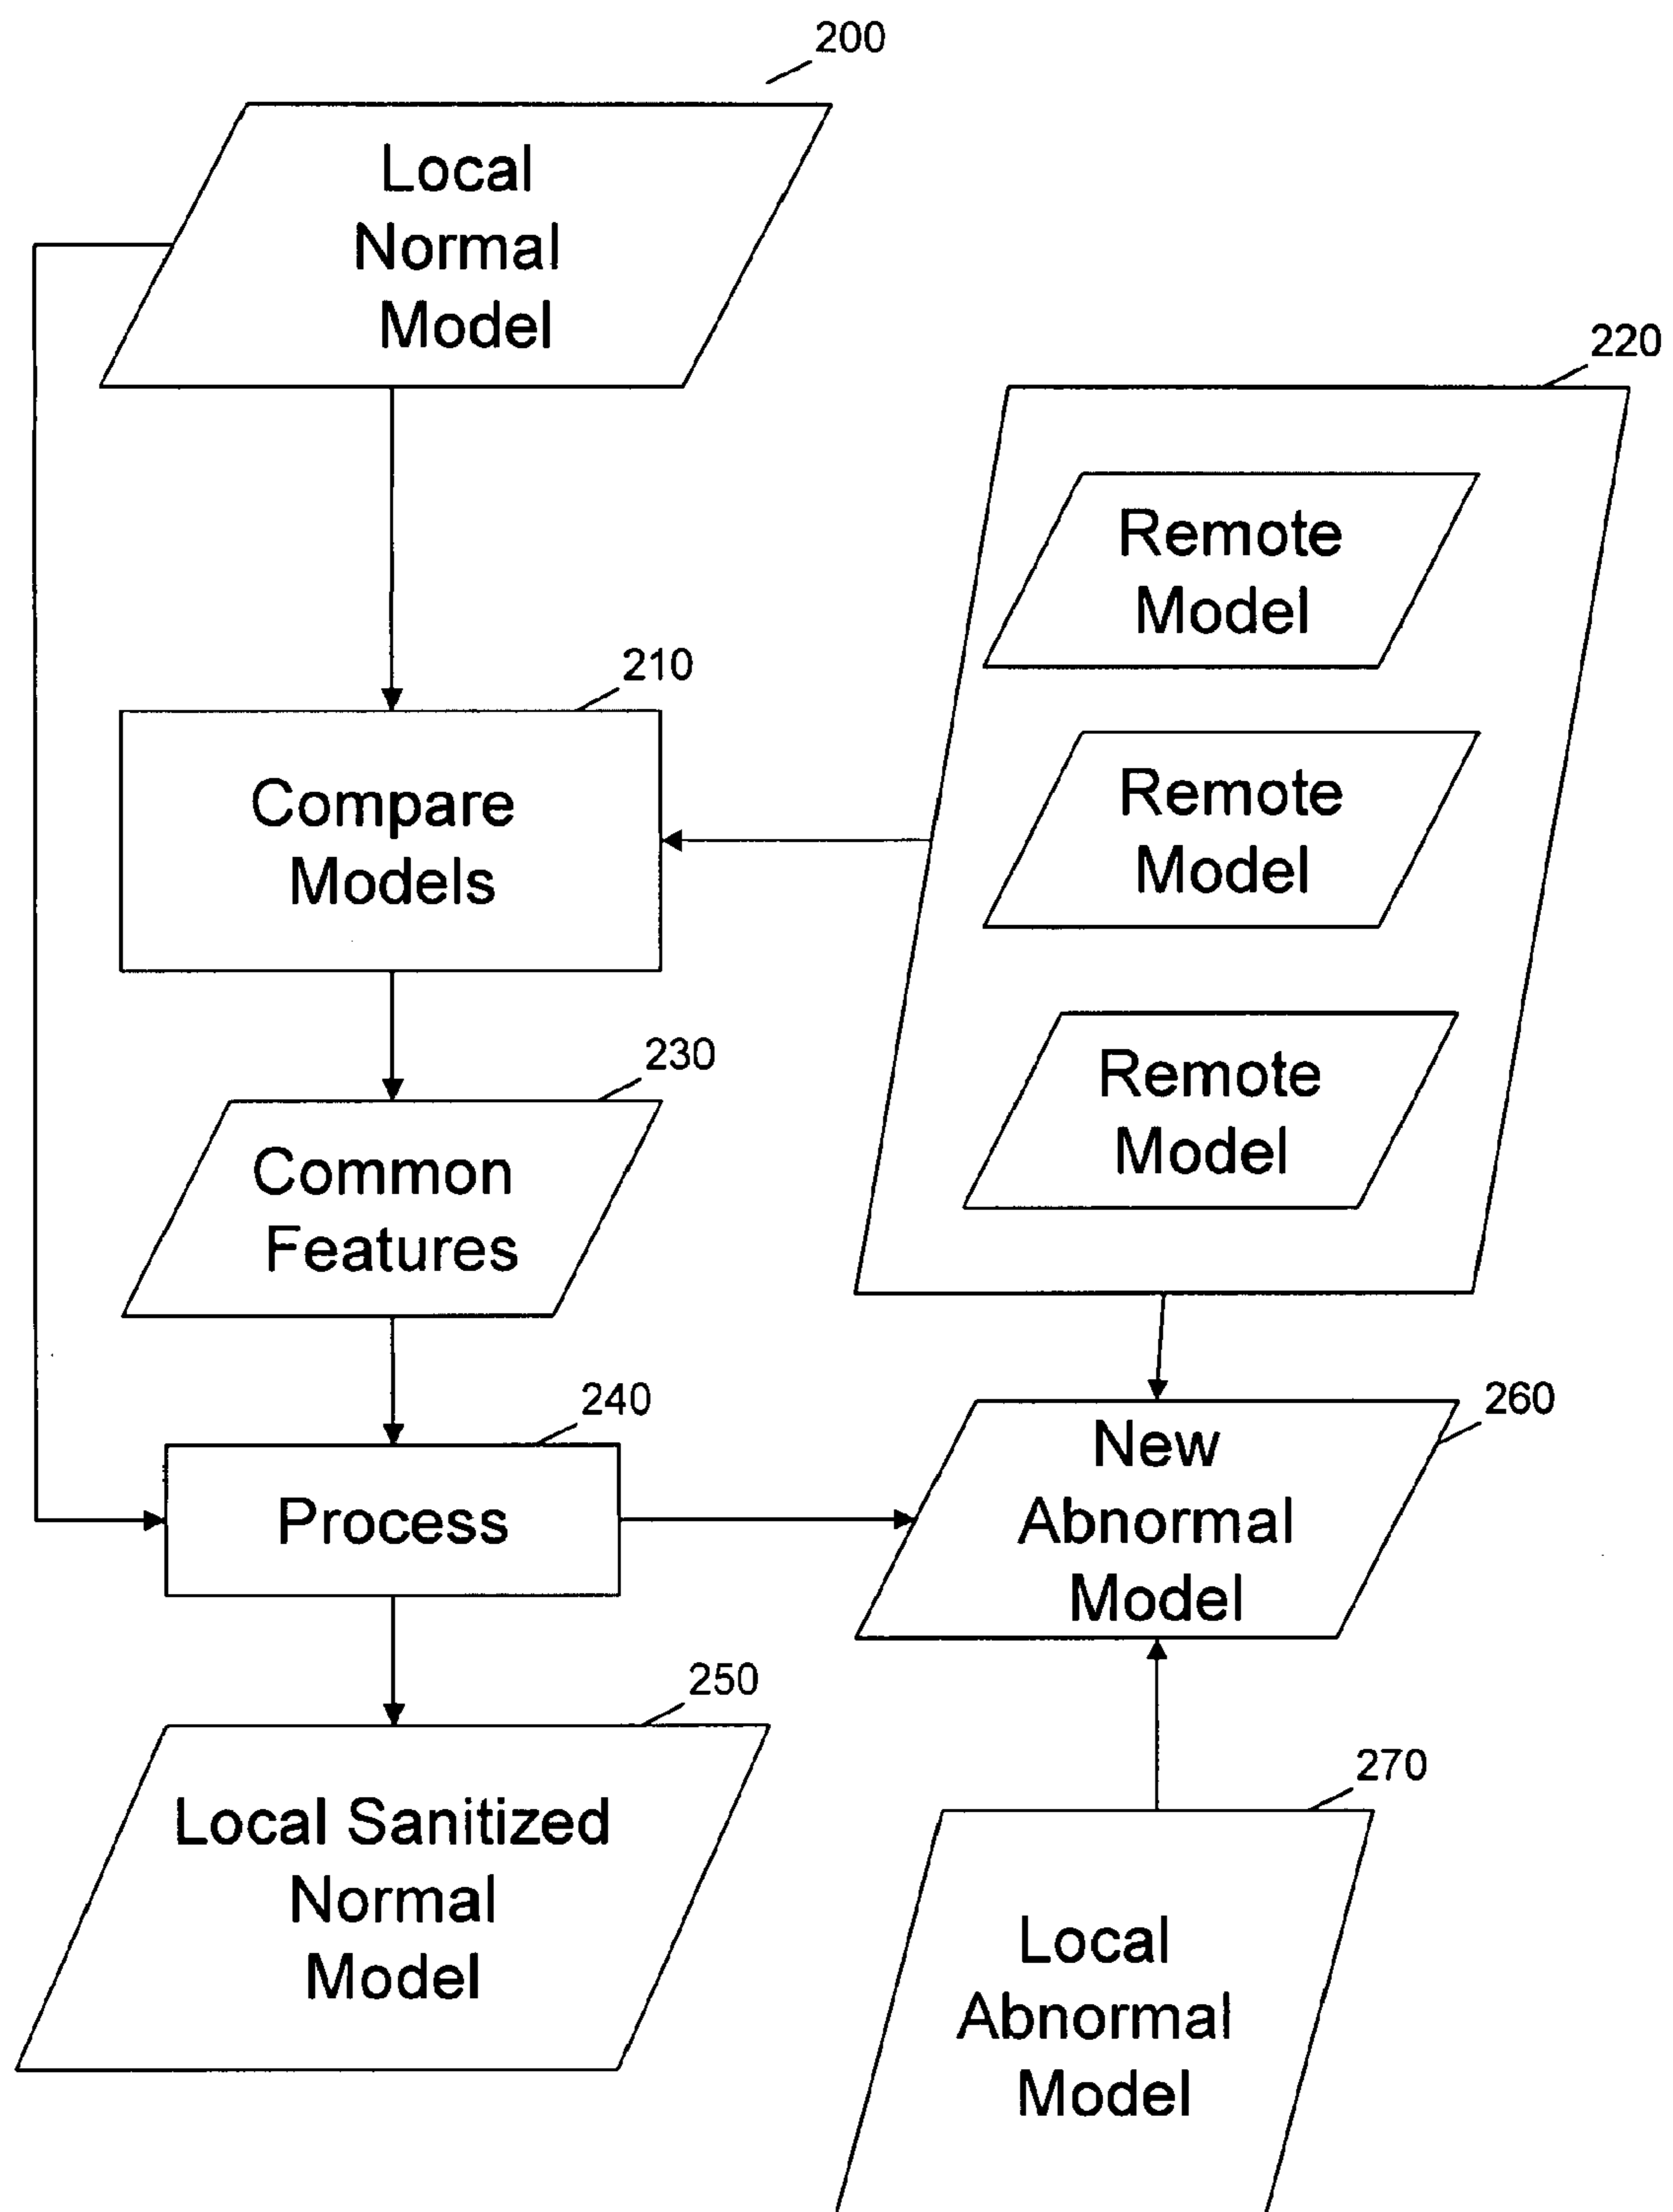 200
Local
Normal
Model
220
Remote
Model
210
Compare
Models
Remote
Model
230
Common
Features
Remote
Model
240
Process
260
New
Abnormal
Model
250
Local Sanitized
Normal
Model
270
Local
Abnormal
Model